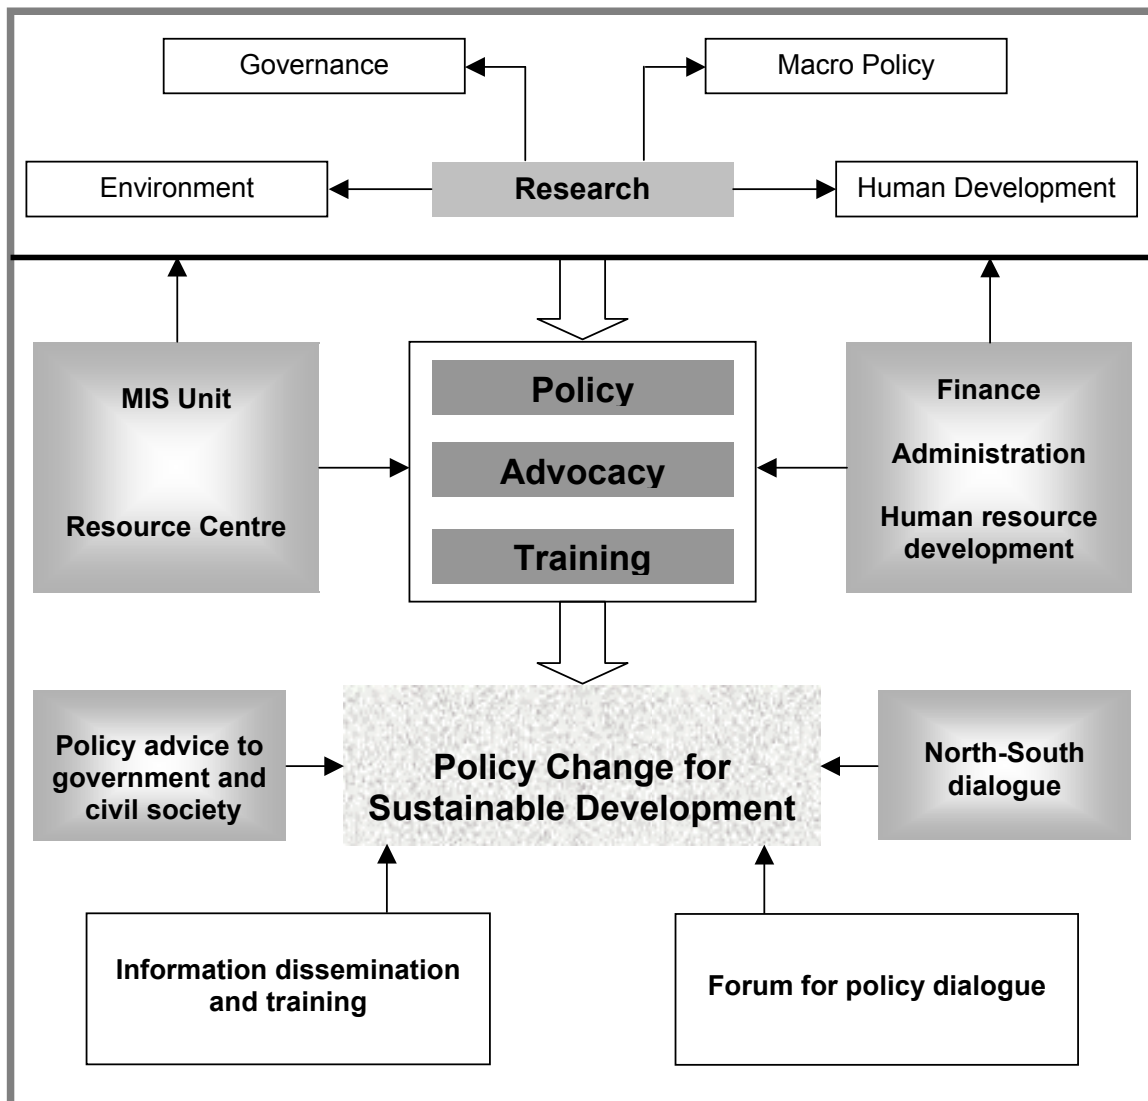 Governance
Macro Policy
Environment
Research
Human Development
MIS Unit
Resource Centre
Policy
Advocacy
Training
Finance
Administration
Human resource
development
Policy advice to
government and
civil society
Policy Change for
Sustainable Development
North-South
dialogue
Information dissemination
and training
Forum for policy dialogue